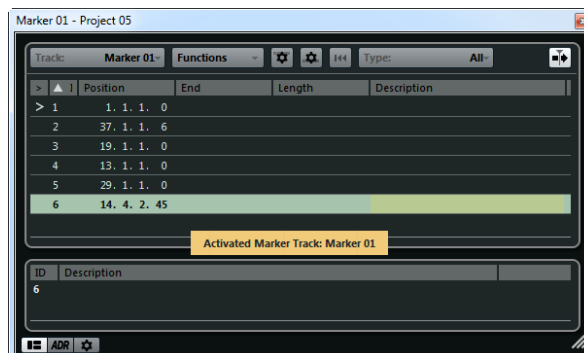 Marker 01 - Project 05
Track: Marker 01 Functions Type: All
> I Position End Length Description
> 1 1. 1. 1. 0
2 37. 1. 1. 6
3 19. 1. 1. 0
4 13. 1. 1. 0
5 29. 1. 1. 0
6 14. 4. 2. 45
Activated Marker Track: Marker 01
ID Description
6
ADR